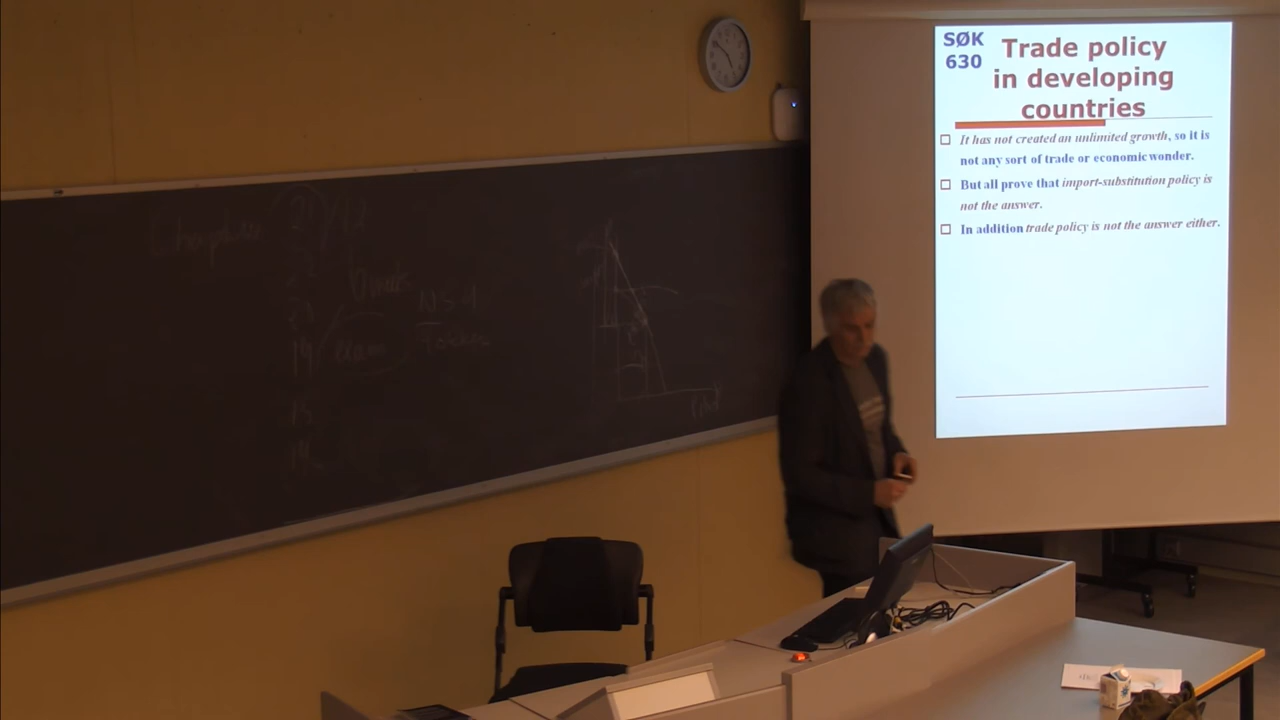 SØK
630
Trade policy
in developing
countries
It has not created an unlimited growth, so it is
not any sort of trade or economic wonder.
But all prove that import-substitution policy is
not the answer.
In addition trade policy is not the answer either.